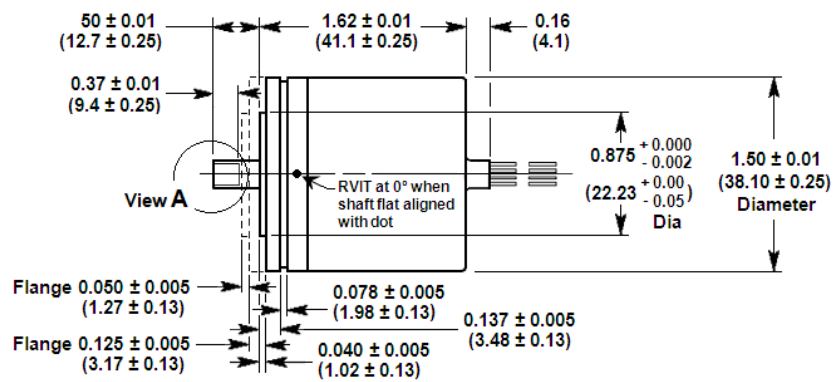 50 ± 0.01
(12.7 ± 0.25)
1.62 ± 0.01
(41.1 ± 0.25)
0.16
(4.1)
0.37 ± 0.01
(9.4 ± 0.25)
View A
RVIT at 0° when
shaft flat aligned
with dot
0.875 + 0.000
- 0.002
(22.23 + 0.00
- 0.05)
Dia
1.50 ± 0.01
(38.10 ± 0.25)
Diameter
Flange 0.050 ± 0.005
(1.27 ± 0.13)
0.078 ± 0.005
(1.98 ± 0.13)
0.137 ± 0.005
(3.48 ± 0.13)
Flange 0.125 ± 0.005
(3.17 ± 0.13)
0.040 ± 0.005
(1.02 ± 0.13)